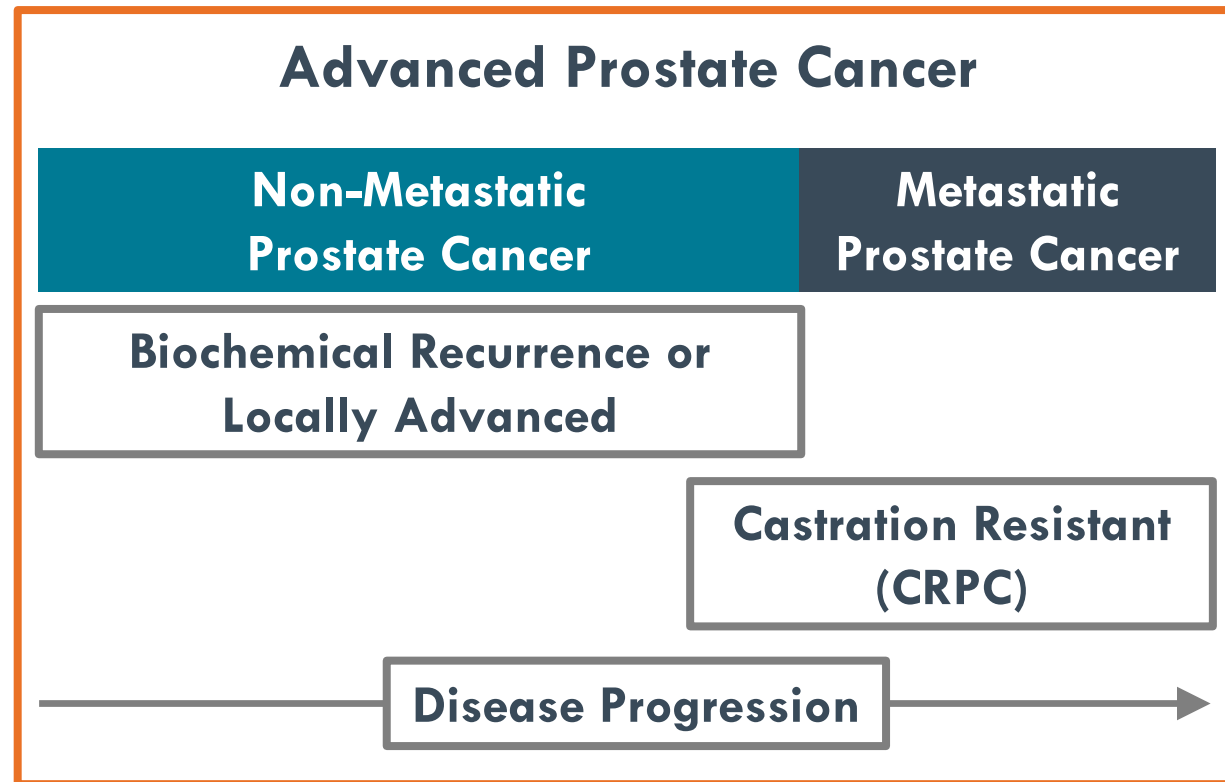 Advanced Prostate Cancer
Non-Metastatic
Prostate Cancer
Metastatic
Prostate Cancer
Biochemical Recurrence or
Locally Advanced
Castration Resistant
(CRPC)
Disease Progression